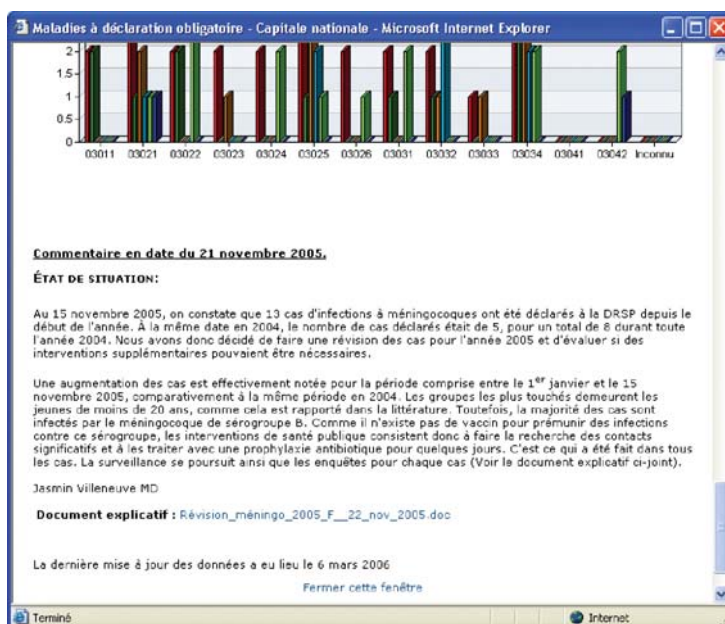 Maladies à déclaration obligatoire - Capitale nationale - Microsoft Internet Explorer
2
1.5
1
0.5
0
03011 03021 03022 03023 03024 03025 03026 03031 03032 03033 03034 03041 03042 Inconnu
Commentaire en date du 21 novembre 2005.
ÉTAT DE SITUATION:
Au 15 novembre 2005, on constate que 13 cas d'infections à méningocoques ont été déclarés à la DRSP depuis le
début de l'année. À la même date en 2004, le nombre de cas déclarés était de 5, pour un total de 8 durant toute
l'année 2004. Nous avons donc décidé de faire une révision des cas pour l'année 2005 et d'évaluer si des
interventions supplémentaires pouvaient être nécessaires.
Une augmentation des cas est effectivement notée pour la période comprise entre le 1er janvier et le 15
novembre 2005, comparativement à la même période en 2004. Les groupes les plus touchés demeurent les
jeunes de moins de 20 ans, comme cela est rapporté dans la littérature. Toutefois, la majorité des cas sont
infectés par le méningocoque de sérogroupe B. Comme il n'existe pas de vaccin pour prémunir des infections
contre ce sérogroupe, les interventions de santé publique consistent donc à faire la recherche des contacts
significatifs et à les traiter avec une prophylaxie antibiotique pour quelques jours. C'est ce qui a été fait dans tous
les cas. La surveillance se poursuit ainsi que les enquêtes pour chaque cas (Voir le document explicatif ci-joint).
Jasmin Villeneuve MD
Document explicatif : Révision_méningo_2005_F__22_nov_2005.doc
La dernière mise à jour des données a eu lieu le 6 mars 2006
Fermer cette fenêtre
Terminé Internet